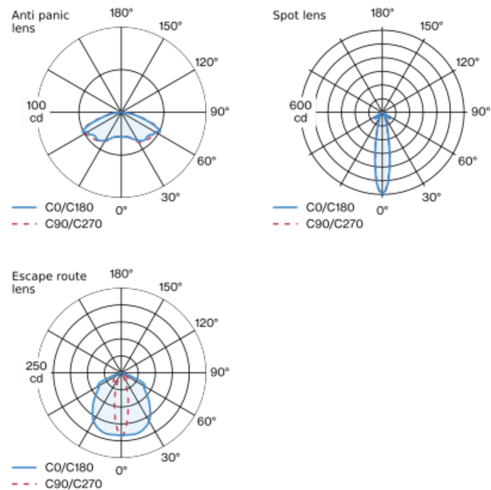 Anti panic
lens
180°
150°
120°
100
cd
90°
60°
30°
0°
C0/C180
C90/C270
Spot lens
180°
150°
120°
600
cd
90°
60°
30°
0°
C0/C180
C90/C270
Escape route
lens
180°
150°
120°
250
cd
90°
60°
30°
0°
C0/C180
C90/C270